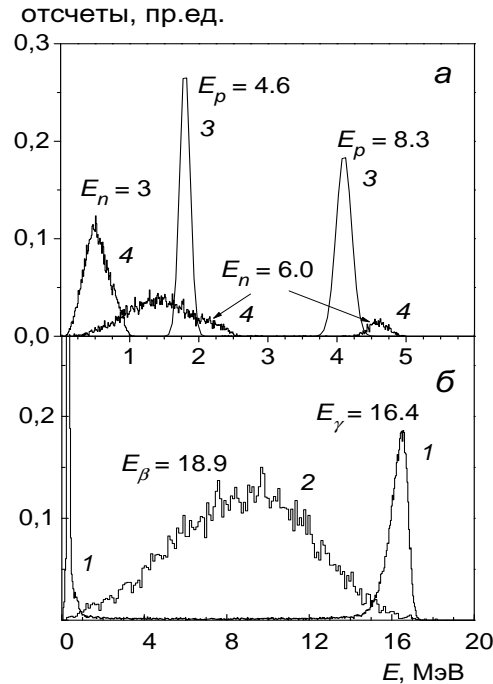 отсчеты, пр.ед.
0,3
а
E_p = 4.6
3
0,2
E_p = 8.3
3
E_n = 3
4
0,1
E_n = 6.0
4
4
0,0
1 2 3 4 5
б
E_γ = 16.4
0,2
1
E_β = 18.9
2
0,1
1
0 4 8 12 16 20
E, МэВ